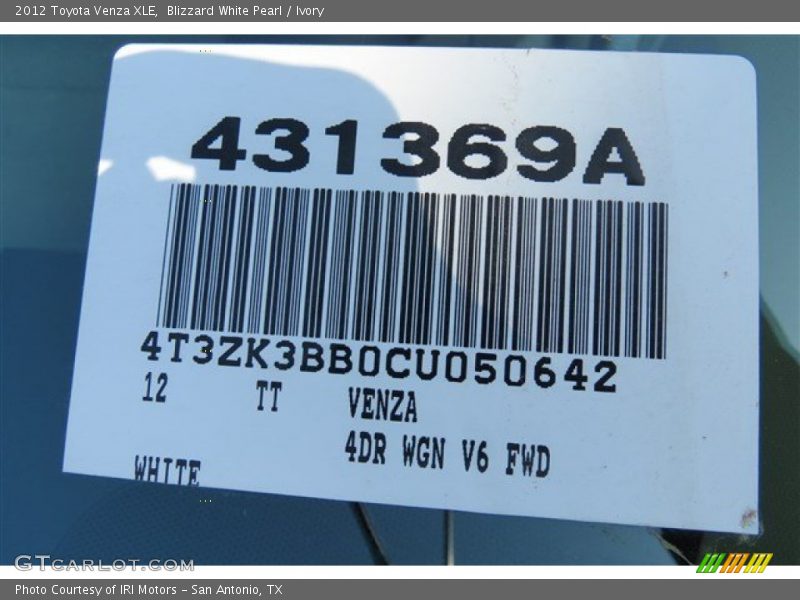 2012 Toyota Venza XLE,  Blizzard White Pearl / Ivory
431369A
4T3ZK3BB0CU050642
12 TT VENZA
4DR WGN V6 FWD
WHITE
GTCARLOT.COM
Photo Courtesy of IRI Motors – San Antonio, TX